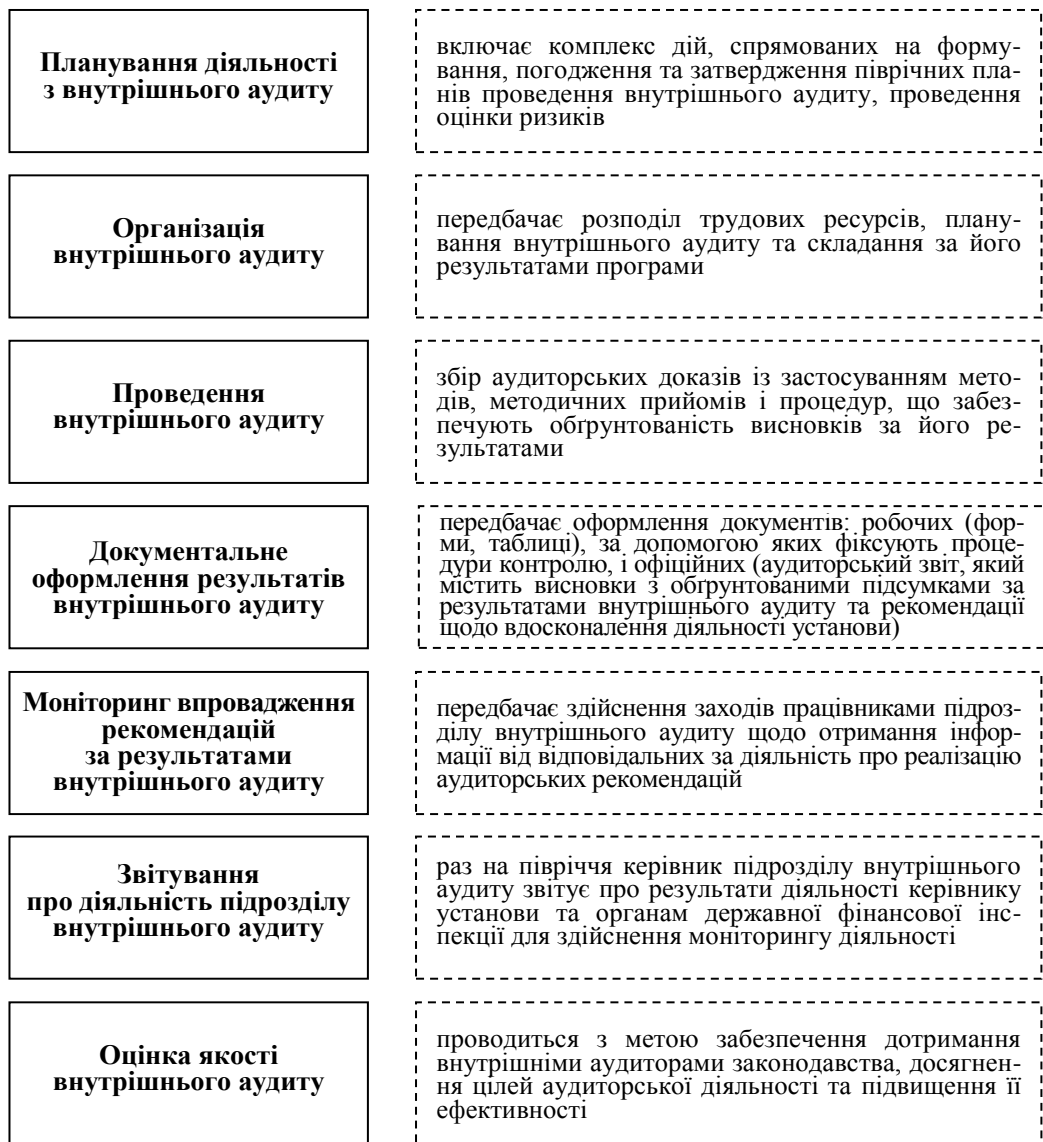 Планування діяльності
з внутрішнього аудиту
включає комплекс дій, спрямованих на форму-
вання, погодження та затвердження піврічних пла-
нів проведення внутрішнього аудиту, проведення
оцінки ризиків
Організація
внутрішнього аудиту
передбачає розподіл трудових ресурсів, плану-
вання внутрішнього аудиту та складання за його
результатами програми
Проведення
внутрішнього аудиту
збір аудиторських доказів із застосуванням мето-
дів, методичних прийомів і процедур, що забез-
печують обґрунтованість висновків за його ре-
зультатами
Документальне
оформлення результатів
внутрішнього аудиту
передбачає оформлення документів: робочих (фор-
ми, таблиці), за допомогою яких фіксують проце-
дури контролю, і офіційних (аудиторський звіт, який
містить висновки з обґрунтованими підсумками за
результатами внутрішнього аудиту та рекомендації
щодо вдосконалення діяльності установи)
Моніторинг впровадження
рекомендацій
за результатами
внутрішнього аудиту
передбачає здійснення заходів працівниками підроз-
ділу внутрішнього аудиту щодо отримання інфор-
мації від відповідальних за діяльність про реалізацію
аудиторських рекомендацій
Звітування
про діяльність підрозділу
внутрішнього аудиту
раз на півріччя керівник підрозділу внутрішнього
аудиту звітує про результати діяльності керівнику
установи та органам державної фінансової інс-
пекції для здійснення моніторингу діяльності
Оцінка якості
внутрішнього аудиту
проводиться з метою забезпечення дотримання
внутрішніми аудиторами законодавства, досягнен-
ня цілей аудиторської діяльності та підвищення її
ефективності